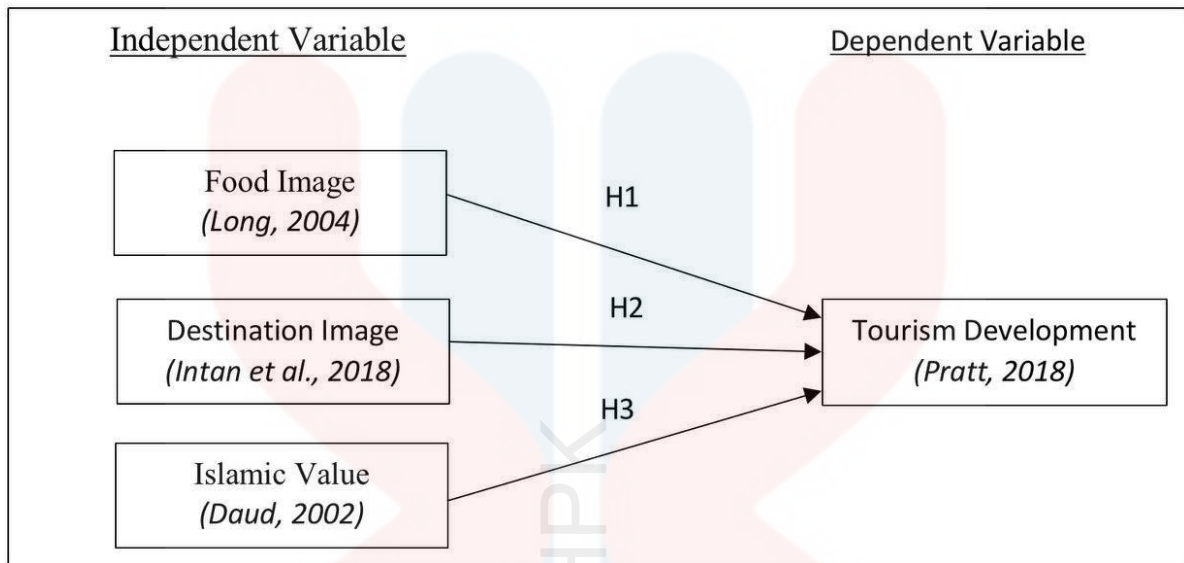 Independent Variable
Dependent Variable
Food Image
(Long, 2004)
H1
Destination Image
(Intan et al., 2018)
H2
Tourism Development
(Pratt, 2018)
Islamic Value
(Daud, 2002)
H3
HPK